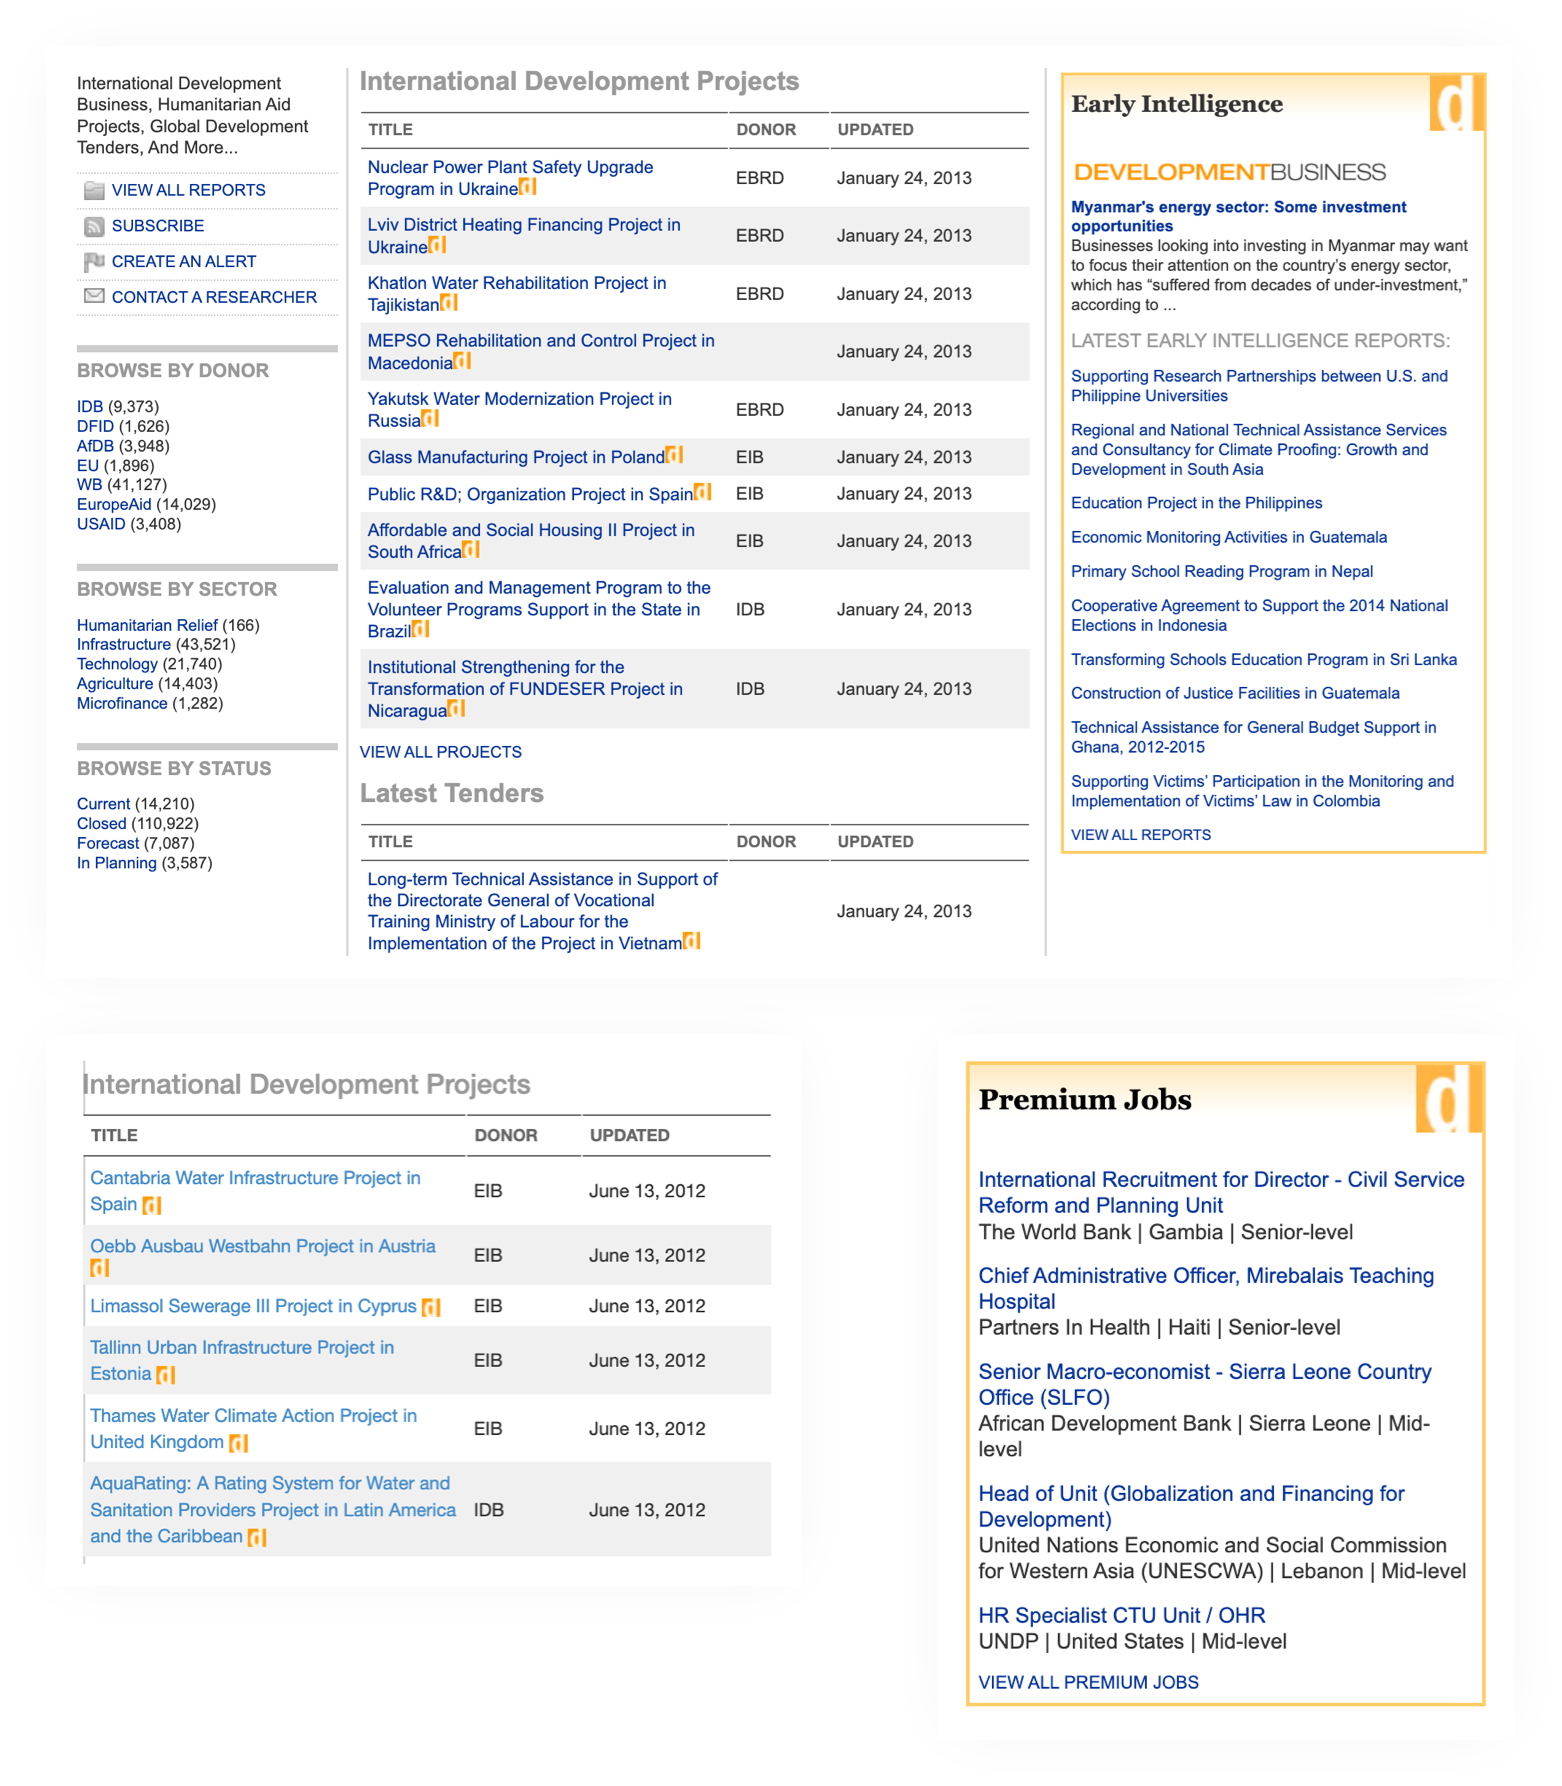 International Development
Business, Humanitarian Aid
Projects, Global Development
Tenders, And More...
VIEW ALL REPORTS
SUBSCRIBE
CREATE AN ALERT
CONTACT A RESEARCHER
BROWSE BY DONOR
IDB (9,373)
DFID (1,626)
AfDB (3,948)
EU (1,896)
WB (41,127)
EuropeAid (14,029)
USAID (3,408)
BROWSE BY SECTOR
Humanitarian Relief (166)
Infrastructure (43,521)
Technology (21,740)
Agriculture (14,403)
Microfinance (1,282)
BROWSE BY STATUS
Current (14,210)
Closed (110,922)
Forecast (7,087)
In Planning (3,587)
International Development Projects
TITLE DONOR UPDATED
Nuclear Power Plant Safety Upgrade
Program in Ukraine d EBRD January 24, 2013
Lviv District Heating Financing Project in
Ukraine d EBRD January 24, 2013
Khatlon Water Rehabilitation Project in
Tajikistan d EBRD January 24, 2013
MEPSO Rehabilitation and Control Project in
Macedonia d January 24, 2013
Yakutsk Water Modernization Project in
Russia d EBRD January 24, 2013
Glass Manufacturing Project in Poland d EIB January 24, 2013
Public R&D; Organization Project in Spain d EIB January 24, 2013
Affordable and Social Housing II Project in
South Africa d EIB January 24, 2013
Evaluation and Management Program to the
Volunteer Programs Support in the State in IDB January 24, 2013
Brazil d
Institutional Strengthening for the
Transformation of FUNDESER Project in IDB January 24, 2013
Nicaragua d
VIEW ALL PROJECTS
Latest Tenders
TITLE DONOR UPDATED
Long-term Technical Assistance in Support of
the Directorate General of Vocational
Training Ministry of Labour for the January 24, 2013
Implementation of the Project in Vietnam d
Early Intelligence d
DEVELOPMENTBUSINESS
Myanmar's energy sector: Some investment
opportunities
Businesses looking into investing in Myanmar may want
to focus their attention on the country’s energy sector,
which has “suffered from decades of under-investment,”
according to ...
LATEST EARLY INTELLIGENCE REPORTS:
Supporting Research Partnerships between U.S. and
Philippine Universities
Regional and National Technical Assistance Services
and Consultancy for Climate Proofing: Growth and
Development in South Asia
Education Project in the Philippines
Economic Monitoring Activities in Guatemala
Primary School Reading Program in Nepal
Cooperative Agreement to Support the 2014 National
Elections in Indonesia
Transforming Schools Education Program in Sri Lanka
Construction of Justice Facilities in Guatemala
Technical Assistance for General Budget Support in
Ghana, 2012-2015
Supporting Victims’ Participation in the Monitoring and
Implementation of Victims’ Law in Colombia
VIEW ALL REPORTS
International Development Projects
TITLE DONOR UPDATED
Cantabria Water Infrastructure Project in
Spain d EIB June 13, 2012
Oebb Ausbau Westbahn Project in Austria
d EIB June 13, 2012
Limassol Sewerage III Project in Cyprus d EIB June 13, 2012
Tallinn Urban Infrastructure Project in
Estonia d EIB June 13, 2012
Thames Water Climate Action Project in
United Kingdom d EIB June 13, 2012
AquaRating: A Rating System for Water and
Sanitation Providers Project in Latin America IDB June 13, 2012
and the Caribbean d
Premium Jobs d
International Recruitment for Director - Civil Service
Reform and Planning Unit
The World Bank | Gambia | Senior-level
Chief Administrative Officer, Mirebalais Teaching
Hospital
Partners In Health | Haiti | Senior-level
Senior Macro-economist - Sierra Leone Country
Office (SLFO)
African Development Bank | Sierra Leone | Mid-
level
Head of Unit (Globalization and Financing for
Development)
United Nations Economic and Social Commission
for Western Asia (UNESCWA) | Lebanon | Mid-level
HR Specialist CTU Unit / OHR
UNDP | United States | Mid-level
VIEW ALL PREMIUM JOBS